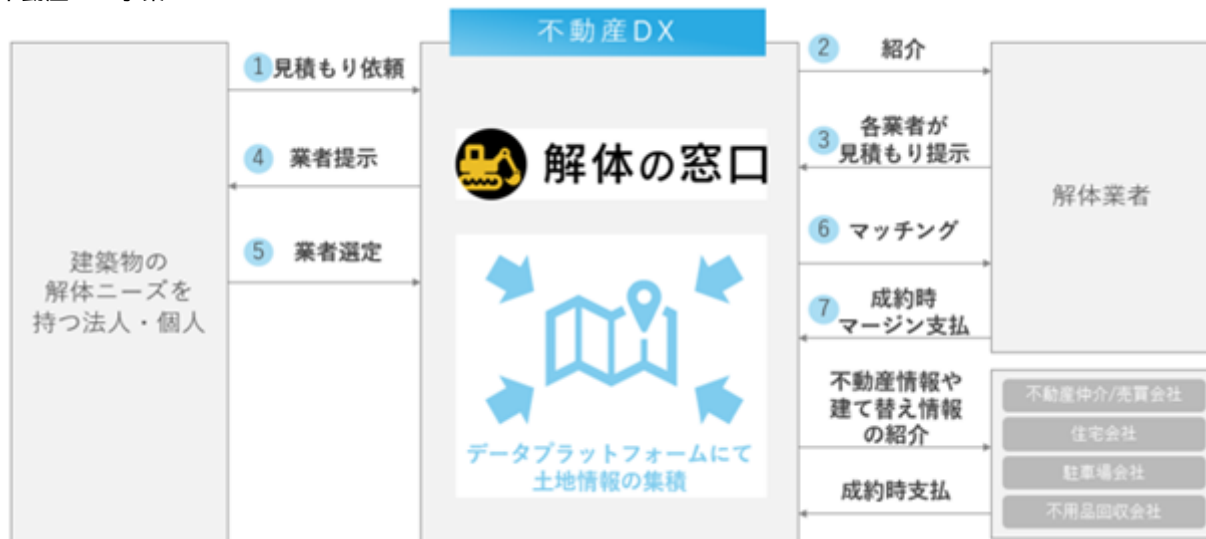 不動産DX
1 見積もり依頼
4 業者提示
5 業者選定
建築物の
解体ニーズを
持つ法人・個人
解体の窓口
データプラットフォームにて
土地情報の集積
2 紹介
3 各業者が
見積もり提示
6 マッチング
7 成約時
マージン支払
解体業者
不動産情報や
建て替え情報
の紹介
成約時支払
不動産仲介/売買会社
住宅会社
駐車場会社
不用品回収会社